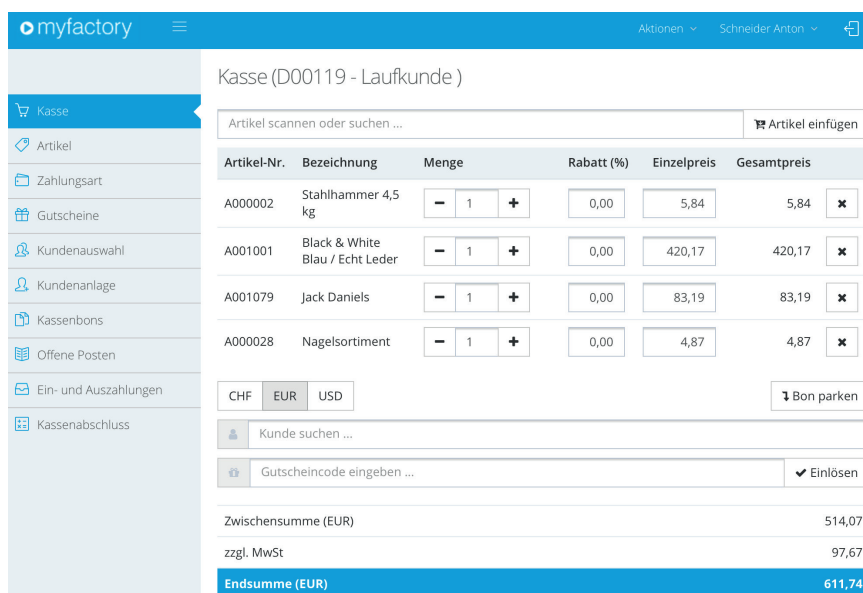 myfactory
Aktionen
Schneider Anton
Kasse (D00119 - Laufkunde )
Kasse
Artikel
Zahlungsart
Gutscheine
Kundenauswahl
Kundenanlage
Kassenbons
Offene Posten
Ein- und Auszahlungen
Kassenabschluss
Artikel scannen oder suchen ...
Artikel einfügen
Artikel-Nr. Bezeichnung Menge Rabatt (%) Einzelpreis Gesamtpreis
A000002 Stahlhammer 4,5 1 0,00 5,84 5,84
kg
A001001 Black & White 1 0,00 420,17 420,17
Blau / Echt Leder
A001079 Jack Daniels 1 0,00 83,19 83,19
A000028 Nagelsortiment 1 0,00 4,87 4,87
CHF EUR USD
Bon parken
Kunde suchen ...
Gutscheincode eingeben ...
Einlösen
Zwischensumme (EUR) 514,07
zzgl. MwSt 97,67
Endsumme (EUR) 611,74